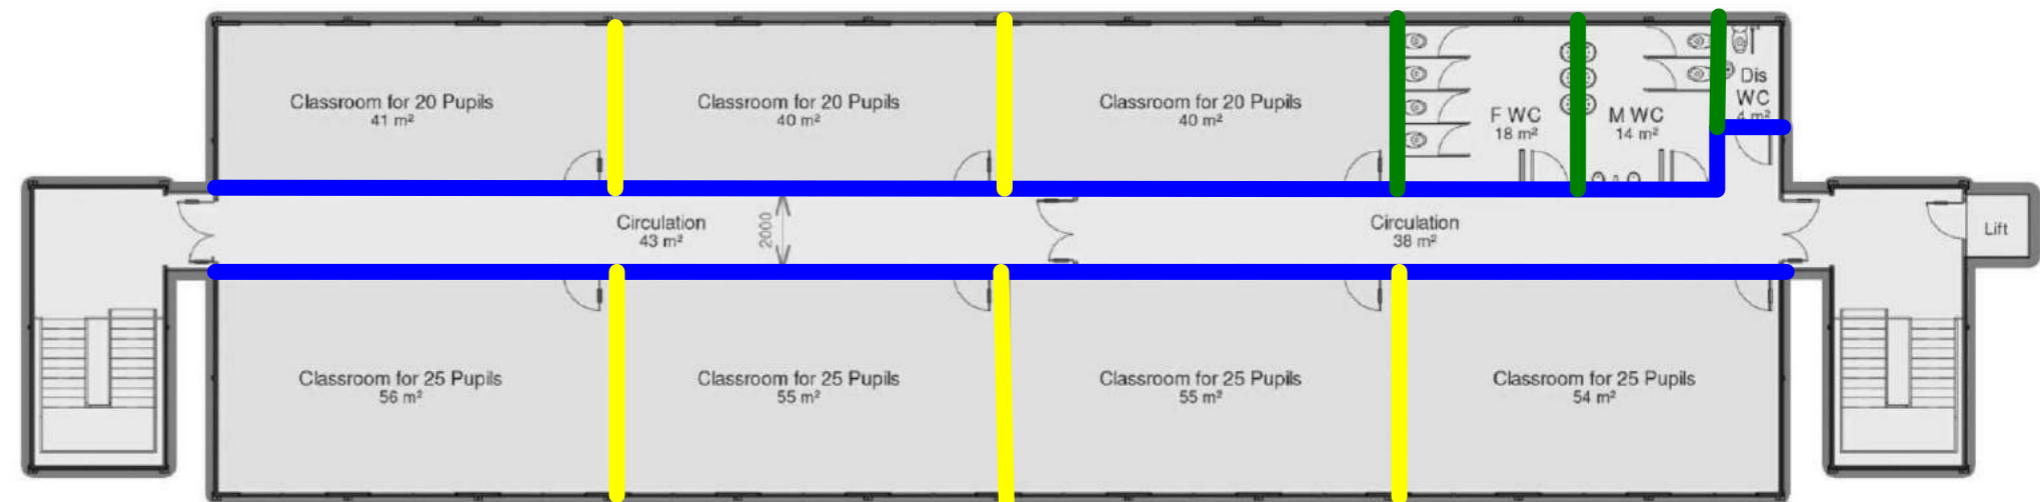 Classroom for 20 Pupils
41 m²
Classroom for 20 Pupils
40 m²
Classroom for 20 Pupils
40 m²
F WC
18 m²
M WC
14 m²
Dis
WC
4 m²
Circulation
43 m²
2000
Circulation
38 m²
Lift
Classroom for 25 Pupils
56 m²
Classroom for 25 Pupils
55 m²
Classroom for 25 Pupils
55 m²
Classroom for 25 Pupils
54 m²